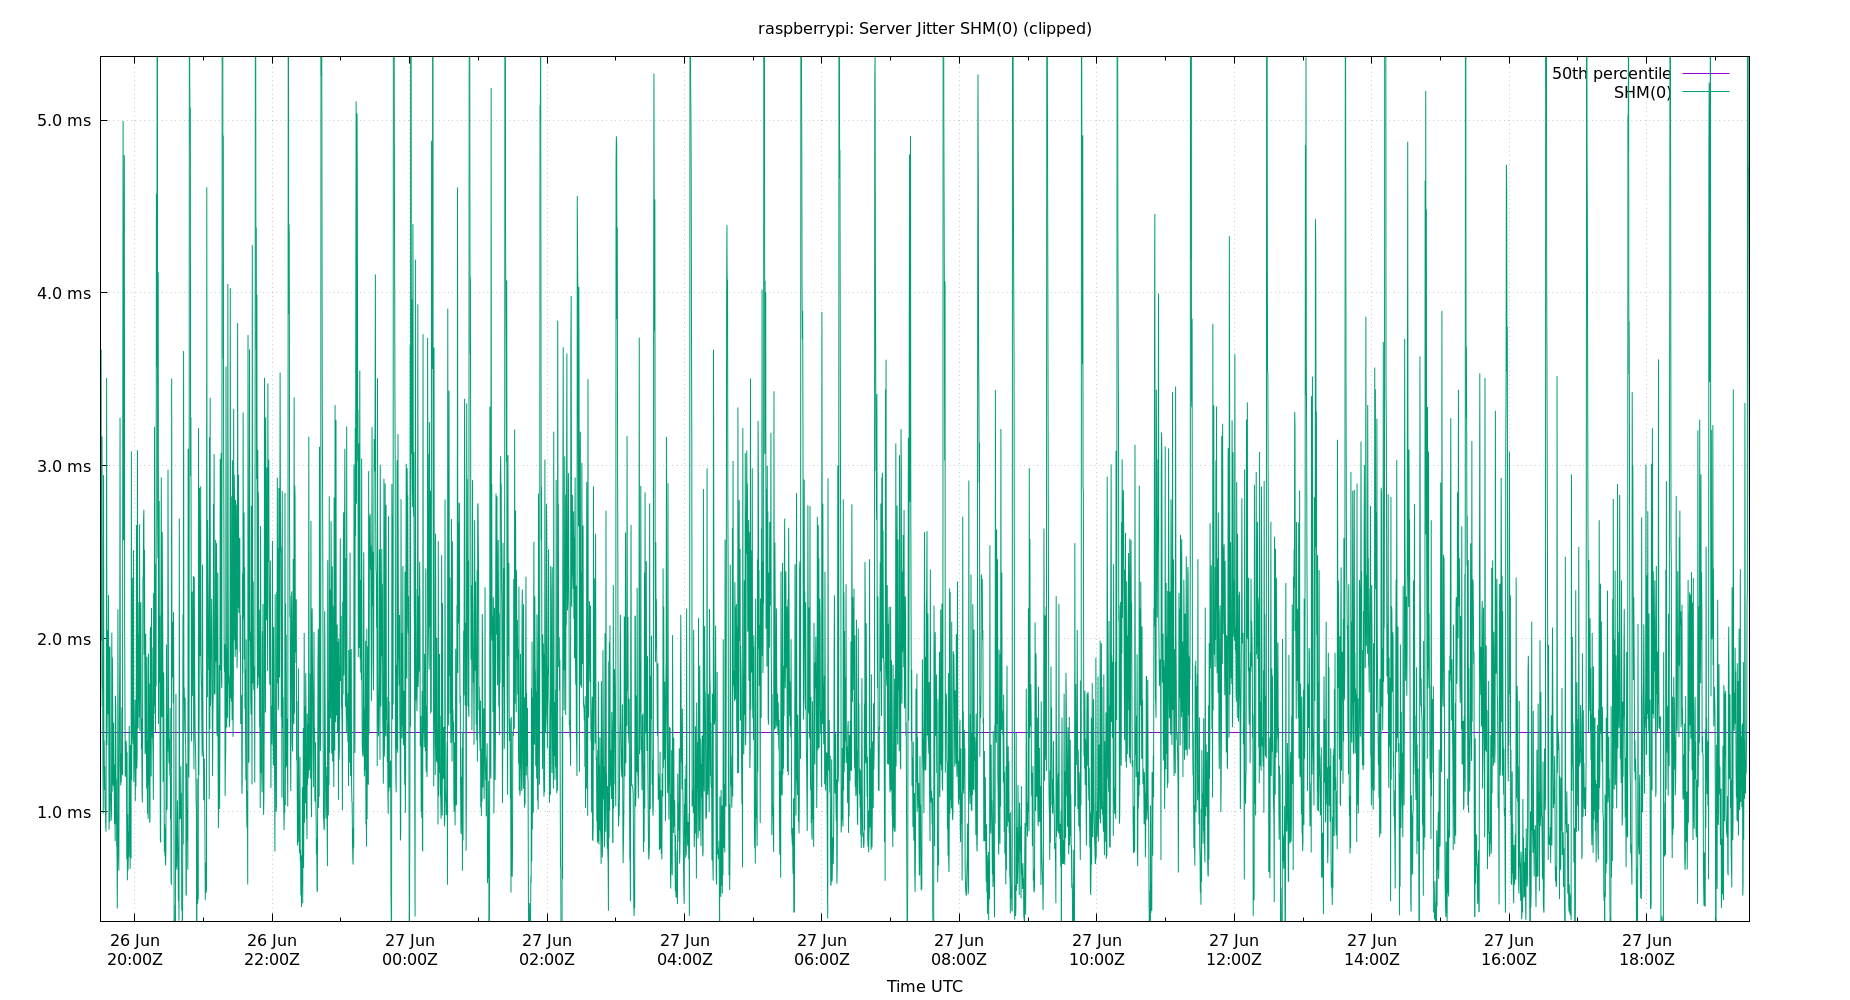 raspberrypi: Server Jitter SHM(0) (clipped)
50th percentile
SHM(0)
5.0 ms
4.0 ms
3.0 ms
2.0 ms
1.0 ms
26 Jun 26 Jun 27 Jun 27 Jun 27 Jun 27 Jun 27 Jun 27 Jun 27 Jun 27 Jun 27 Jun 27 Jun
20:00Z 22:00Z 00:00Z 02:00Z 04:00Z 06:00Z 08:00Z 10:00Z 12:00Z 14:00Z 16:00Z 18:00Z
Time UTC